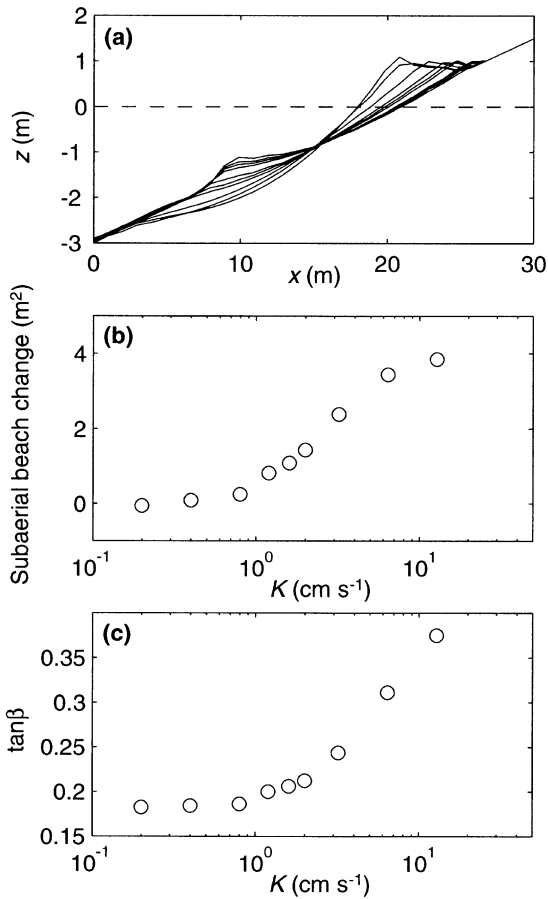 (a)
2
1
0
-1
-2
-3
z (m)
0 10 20 30
x (m)
(b)
4
2
0
Subaerial beach change (m²)
10⁻¹ 10⁰ 10¹
K (cm s⁻¹)
(c)
0.35
0.3
0.25
0.2
0.15
tanβ
10⁻¹ 10⁰ 10¹
K (cm s⁻¹)